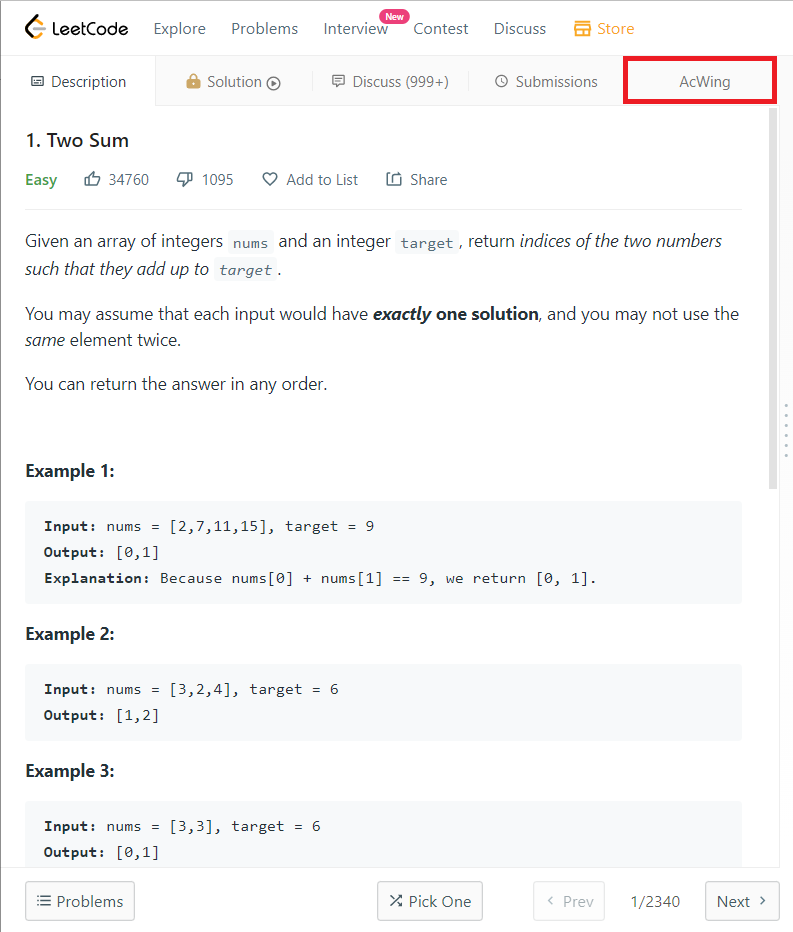 LeetCode Explore Problems Interview New Contest Discuss Store
Description Solution Discuss (999+) Submissions AcWing
1. Two Sum
Easy 34760 1095 Add to List Share
Given an array of integers nums and an integer target, return indices of the two numbers
such that they add up to target.
You may assume that each input would have exactly one solution, and you may not use the
same element twice.
You can return the answer in any order.
Example 1:
Input: nums = [2,7,11,15], target = 9
Output: [0,1]
Explanation: Because nums[0] + nums[1] == 9, we return [0, 1].
Example 2:
Input: nums = [3,2,4], target = 6
Output: [1,2]
Example 3:
Input: nums = [3,3], target = 6
Output: [0,1]
Problems Pick One Prev 1/2340 Next